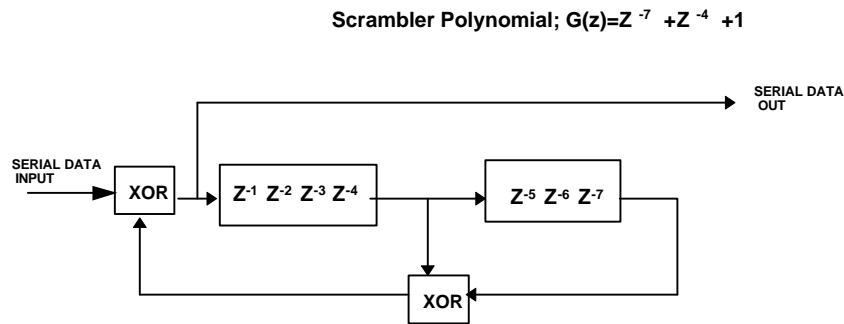 Scrambler Polynomial; G(z)=Z -7 +Z -4 +1
SERIAL DATA
OUT
SERIAL DATA
INPUT
XOR
Z-1 Z-2 Z-3 Z-4
Z-5 Z-6 Z-7
XOR